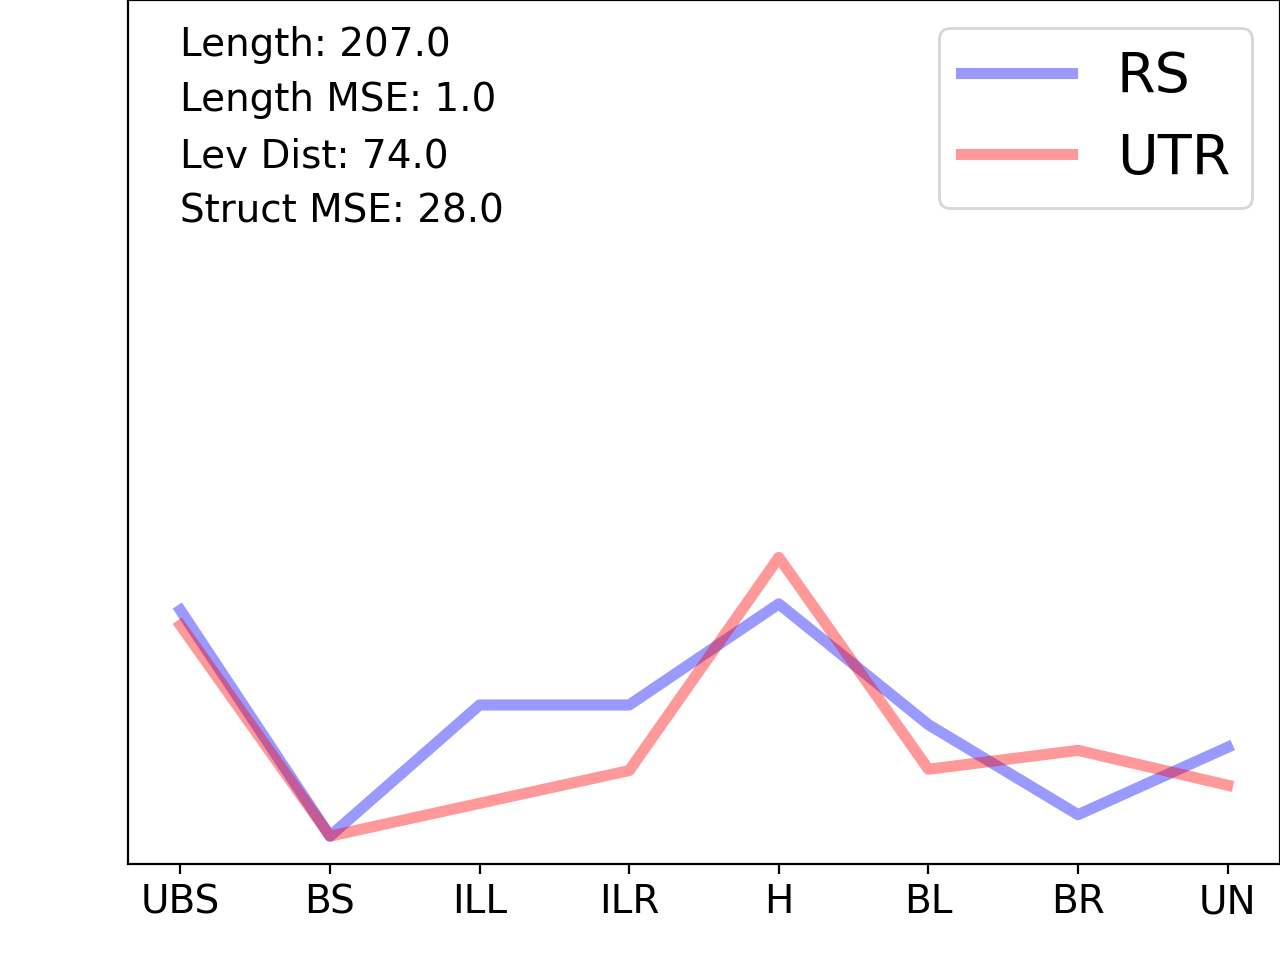 Length: 207.0
Length MSE: 1.0
Lev Dist: 74.0
Struct MSE: 28.0
RS
UTR
UBS BS ILL ILR H BL BR UN